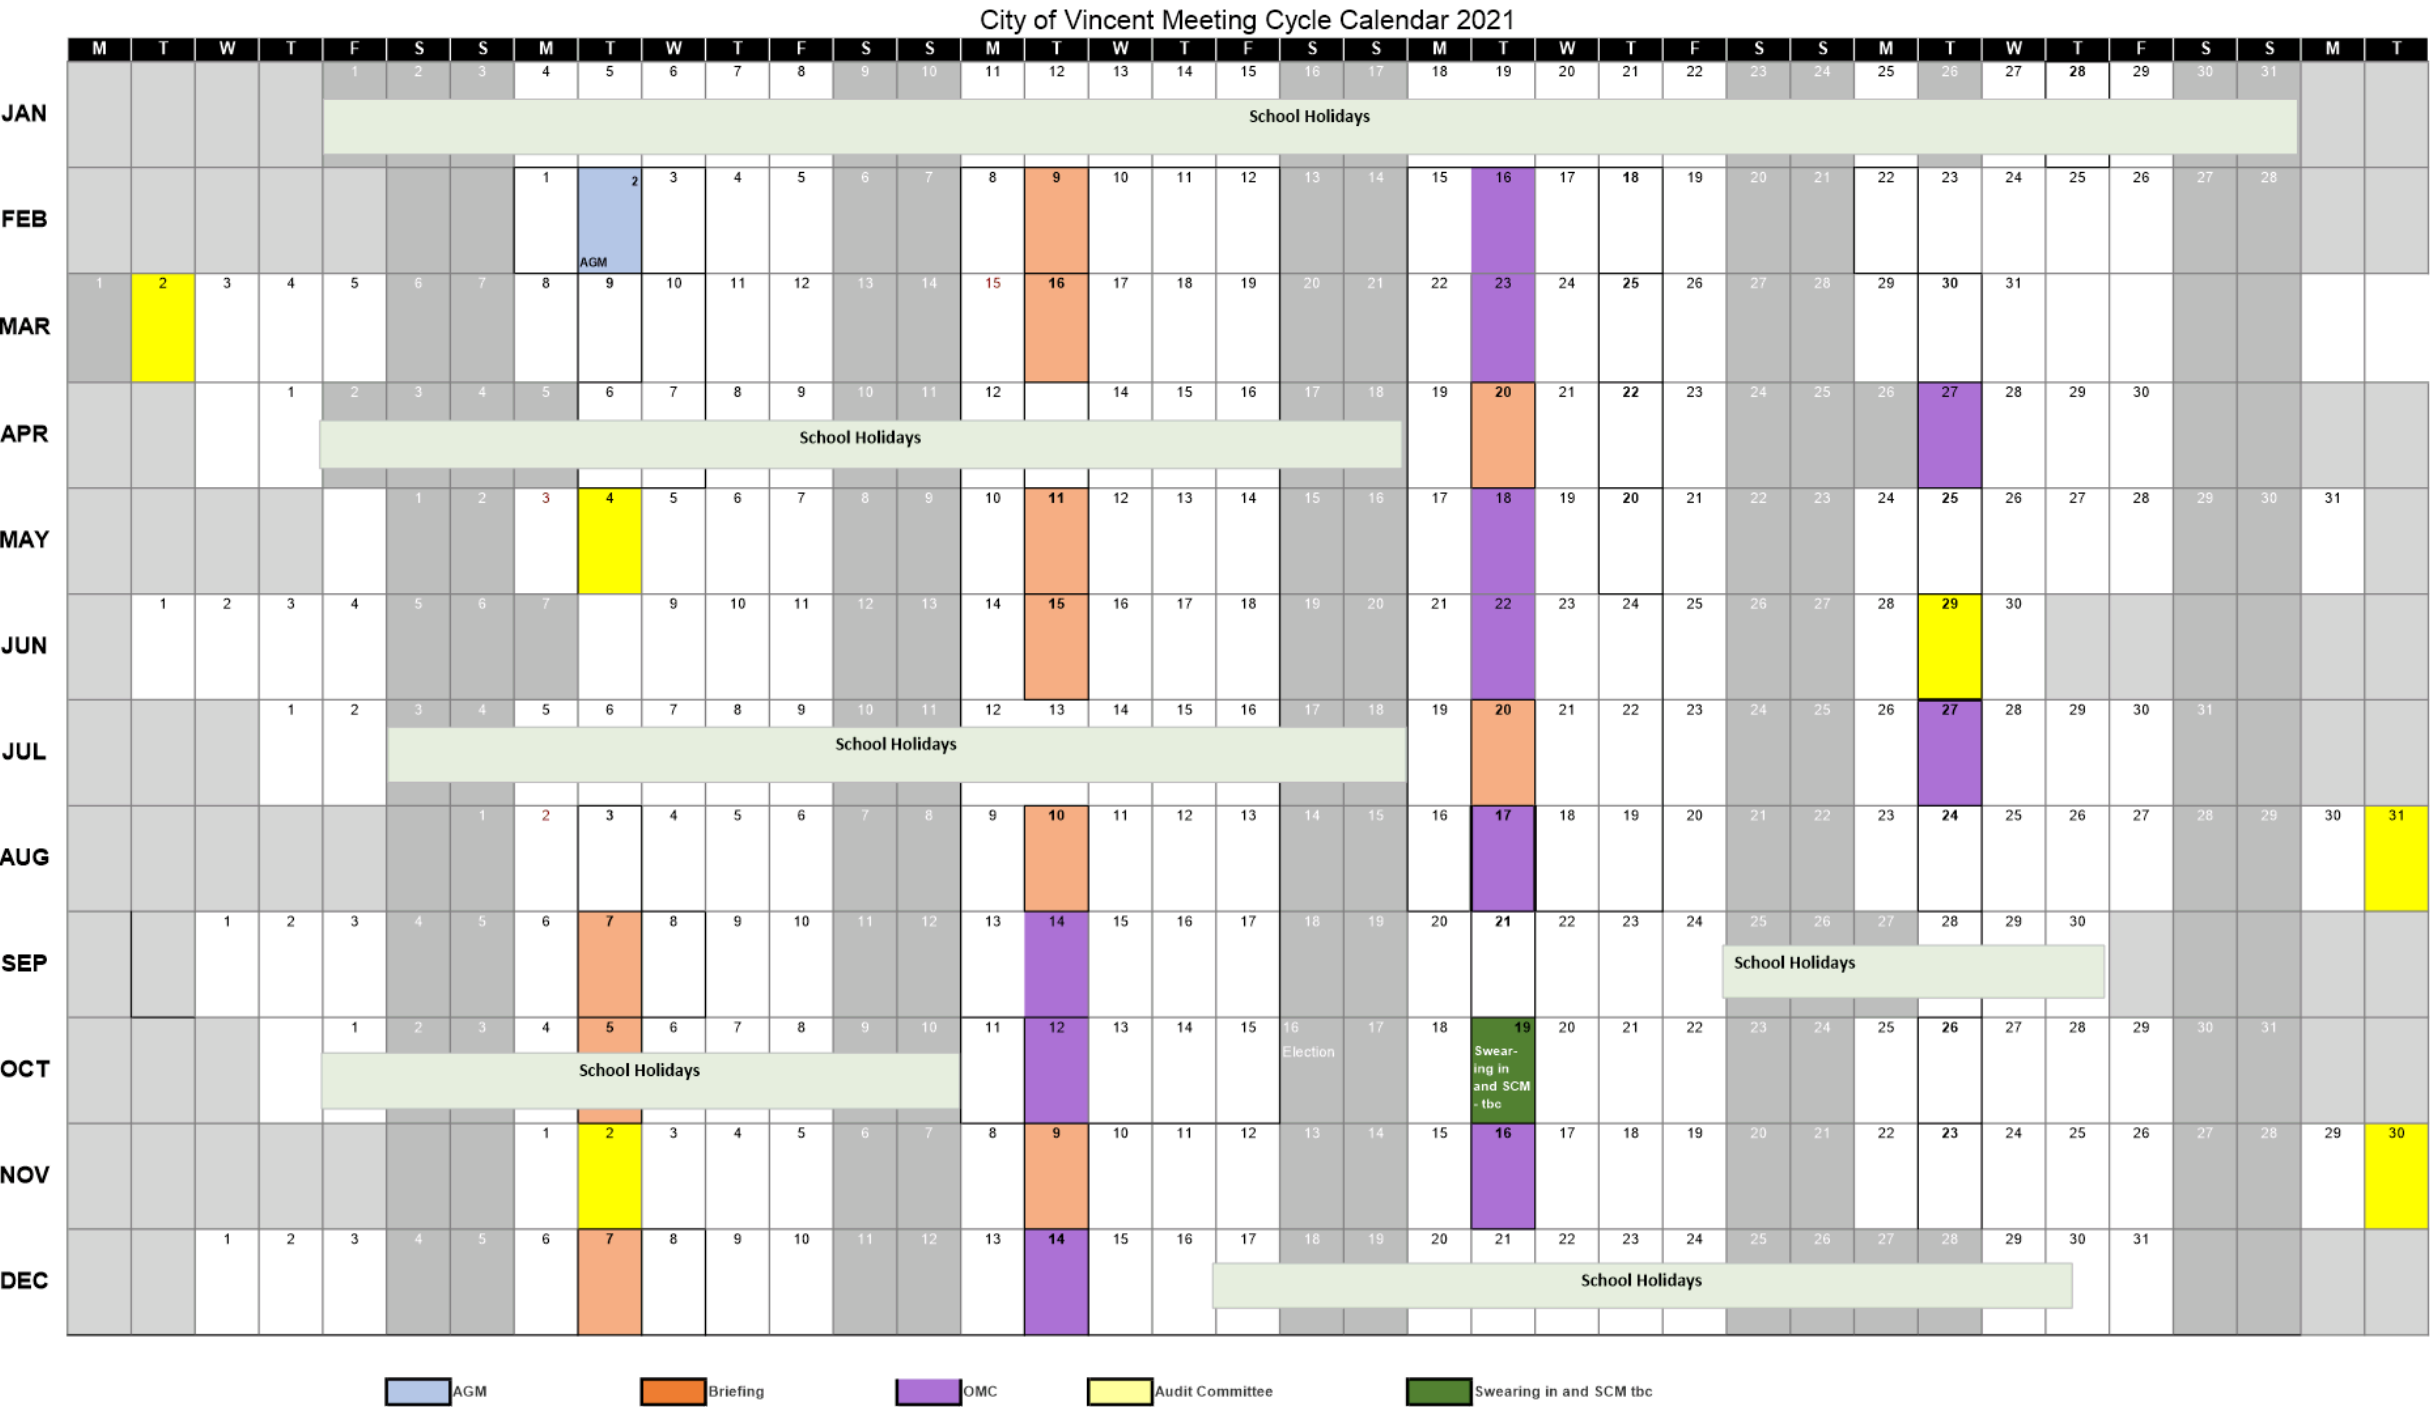 City of Vincent Meeting Cycle Calendar 2021
M T W T F S S M T W T F S S M T W T F S S M T W T F S S M T W T F S S M T
JAN 1 2 3 4 5 6 7 8 9 10 11 12 13 14 15 16 17 18 19 20 21 22 23 24 25 26 27 28 29 30 31
School Holidays
FEB 1 2 3 4 5 6 7 8 9 10 11 12 13 14 15 16 17 18 19 20 21 22 23 24 25 26 27 28
AGM
MAR 1 2 3 4 5 6 7 8 9 10 11 12 13 14 15 16 17 18 19 20 21 22 23 24 25 26 27 28 29 30 31
APR 1 2 3 4 5 6 7 8 9 10 11 12 14 15 16 17 18 19 20 21 22 23 24 25 26 27 28 29 30
School Holidays
MAY 1 2 3 4 5 6 7 8 9 10 11 12 13 14 15 16 17 18 19 20 21 22 23 24 25 26 27 28 29 30 31
JUN 1 2 3 4 5 6 7 9 10 11 12 13 14 15 16 17 18 19 20 21 22 23 24 25 26 27 28 29 30
JUL 1 2 3 4 5 6 7 8 9 10 11 12 13 14 15 16 17 18 19 20 21 22 23 24 25 26 27 28 29 30 31
School Holidays
AUG 1 2 3 4 5 6 7 8 9 10 11 12 13 14 15 16 17 18 19 20 21 22 23 24 25 26 27 28 29 30 31
SEP 1 2 3 4 5 6 7 8 9 10 11 12 13 14 15 16 17 18 19 20 21 22 23 24 25 26 27 28 29 30
School Holidays
OCT 1 2 3 4 5 6 7 8 9 10 11 12 13 14 15 16 17 18 19 20 21 22 23 24 25 26 27 28 29 30 31
School Holidays
Election
Swear-
ing in
and SCM
- tbc
NOV 1 2 3 4 5 6 7 8 9 10 11 12 13 14 15 16 17 18 19 20 21 22 23 24 25 26 27 28 29 30
DEC 1 2 3 4 5 6 7 8 9 10 11 12 13 14 15 16 17 18 19 20 21 22 23 24 25 26 27 28 29 30 31
School Holidays
AGM Briefing OMC Audit Committee Swearing in and SCM tbc